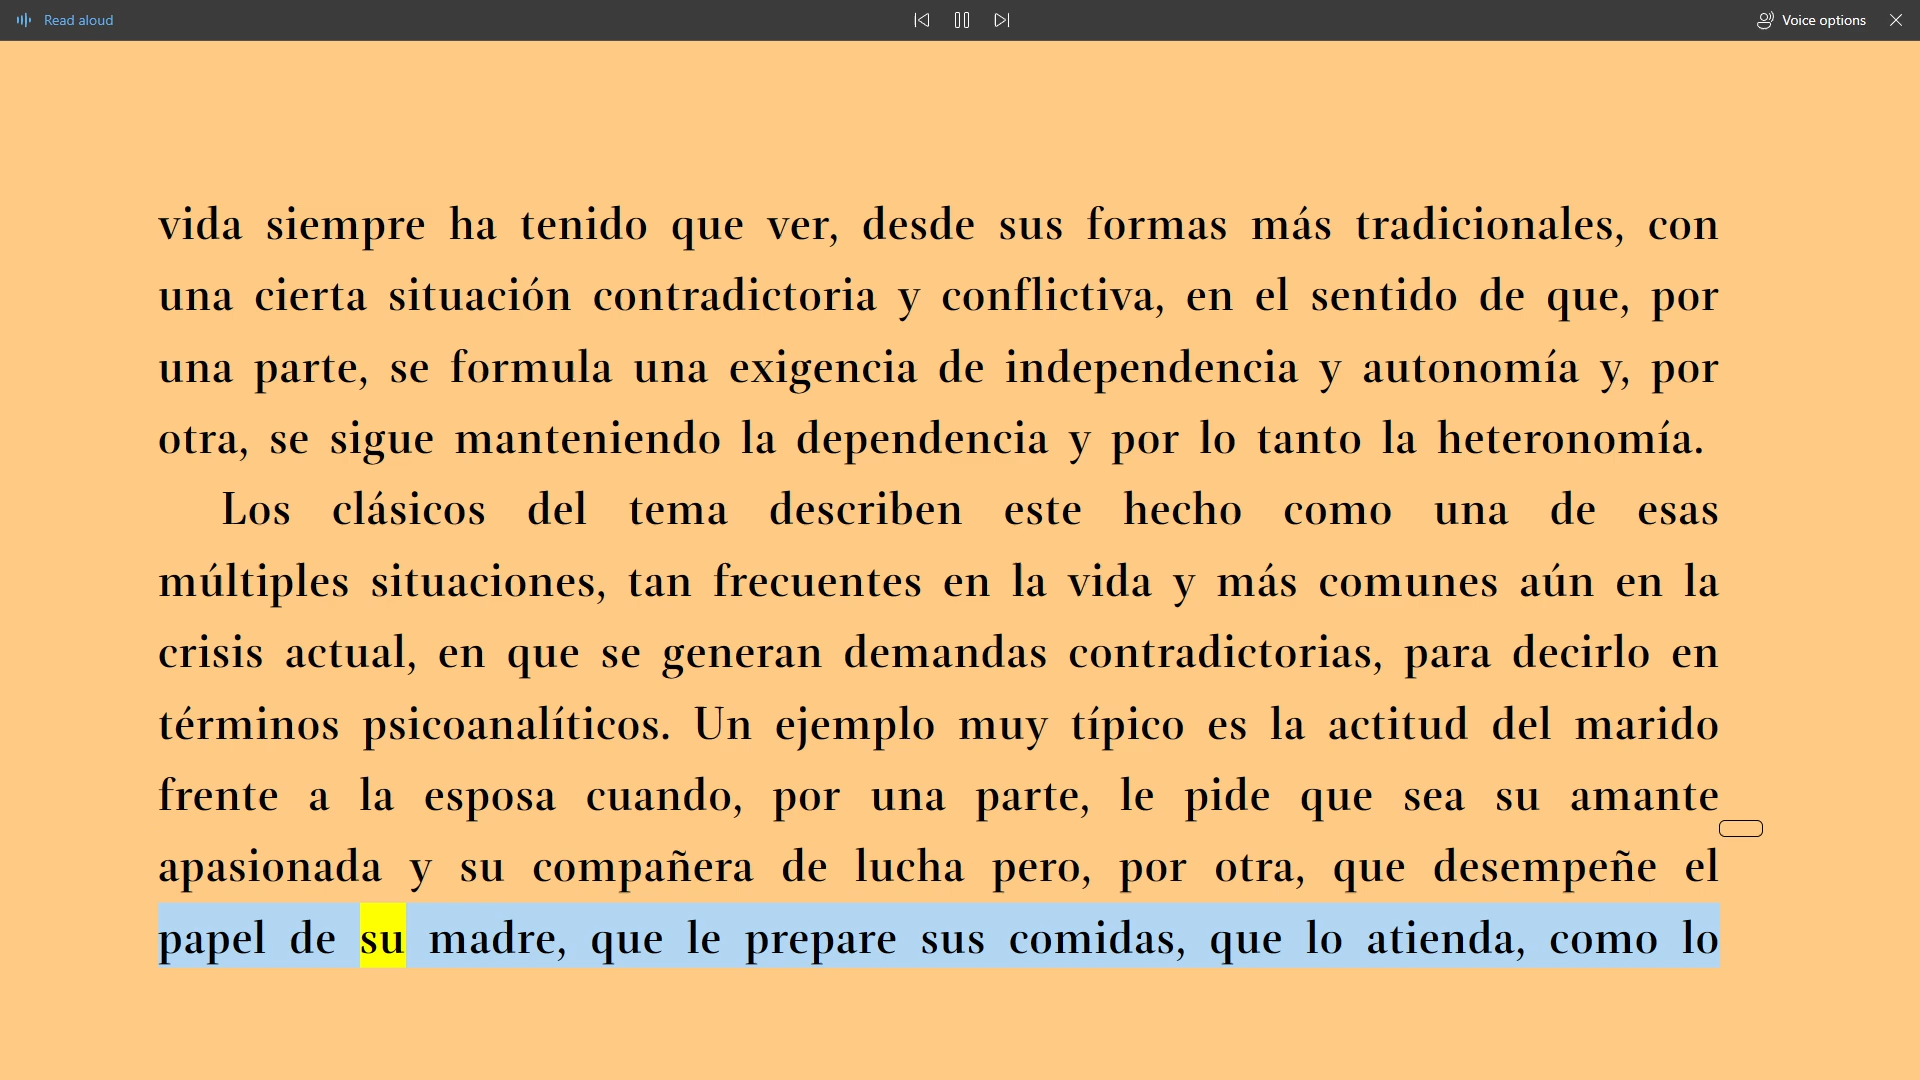 Read aloud
Voice options
vida siempre ha tenido que ver, desde sus formas más tradicionales, con
una cierta situación contradictoria y conflictiva, en el sentido de que, por
una parte, se formula una exigencia de independencia y autonomía y, por
otra, se sigue manteniendo la dependencia y por lo tanto la heteronomía.
Los clásicos del tema describen este hecho como una de esas
múltiples situaciones, tan frecuentes en la vida y más comunes aún en la
crisis actual, en que se generan demandas contradictorias, para decirlo en
términos psicoanalíticos. Un ejemplo muy típico es la actitud del marido
frente a la esposa cuando, por una parte, le pide que sea su amante
apasionada y su compañera de lucha pero, por otra, que desempeñe el
papel de su madre, que le prepare sus comidas, que lo atienda, como lo